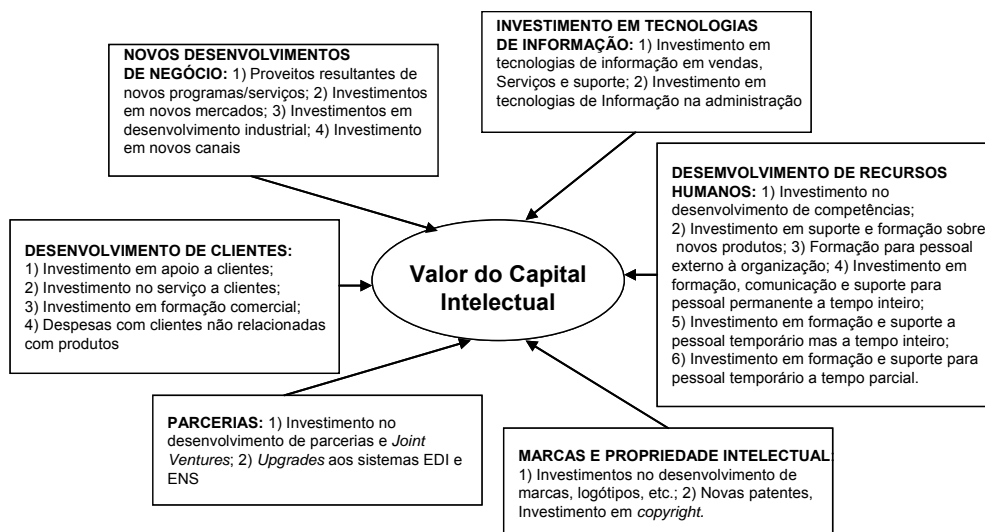 NOVOS DESENVOLVIMENTOS
DE NEGÓCIO: 1) Proveitos resultantes de
novos programas/serviços; 2) Investimentos
em novos mercados; 3) Investimentos em
desenvolvimento industrial; 4) Investimento
em novos canais
INVESTIMENTO EM TECNOLOGIAS
DE INFORMAÇÃO: 1) Investimento em
tecnologias de informação em vendas,
Serviços e suporte; 2) Investimento em
tecnologias de Informação na administração
DESEMVOLVIMENTO DE RECURSOS
HUMANOS: 1) Investimento no
desenvolvimento de competências;
2) Investimento em suporte e formação sobre
novos produtos; 3) Formação para pessoal
externo à organização; 4) Investimento em
formação, comunicação e suporte para
pessoal permanente a tempo inteiro;
5) Investimento em formação e suporte a
pessoal temporário mas a tempo inteiro;
6) Investimento em formação e suporte para
pessoal temporário a tempo parcial.
DESENVOLVIMENTO DE CLIENTES:
1) Investimento em apoio a clientes;
2) Investimento no serviço a clientes;
3) Investimento em formação comercial;
4) Despesas com clientes não relacionadas
com produtos
Valor do Capital
Intelectual
PARCERIAS: 1) Investimento no
desenvolvimento de parcerias e Joint
Ventures; 2) Upgrades aos sistemas EDI e
ENS
MARCAS E PROPRIEDADE INTELECTUAL:
1) Investimentos no desenvolvimento de
marcas, logótipos, etc.; 2) Novas patentes,
Investimento em copyright.